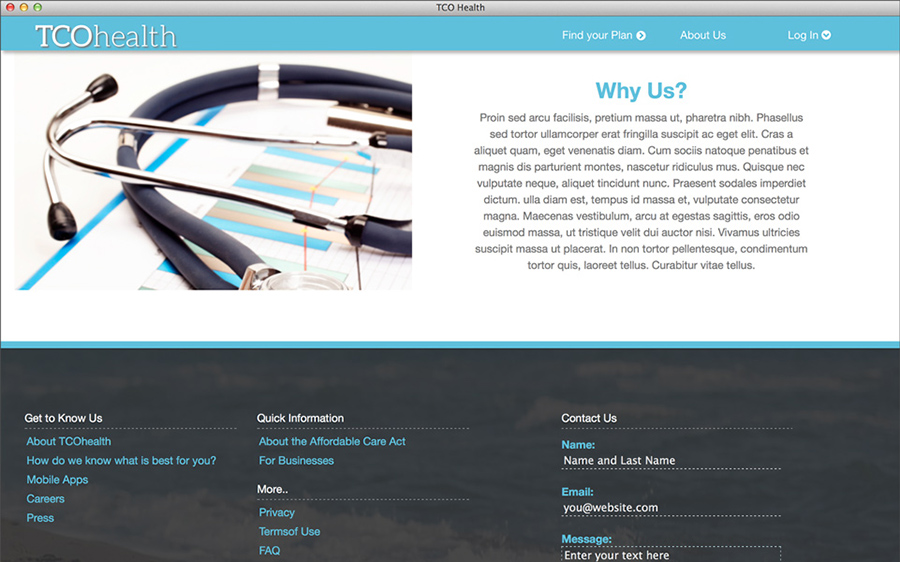 TCO Health
TCOhealth
Find your Plan
About Us
Log In
Why Us?
Proin sed arcu facilisis, pretium massa ut, pharetra nibh. Phasellus
sed tortor ullamcorper erat fringilla suscipit ac eget elit. Cras a
aliquet quam, eget venenatis diam. Cum sociis natoque penatibus et
magnis dis parturient montes, nascetur ridiculus mus. Quisque nec
vulputate neque, aliquet tincidunt nunc. Praesent sodales imperdiet
dictum. ulla diam est, tempus id massa et, vulputate consectetur
magna. Maecenas vestibulum, arcu at egestas sagittis, eros odio
euismod massa, ut tristique velit dui auctor nisi. Vivamus ultricies
suscipit massa ut placerat. In non tortor pellentesque, condimentum
tortor quis, laoreet tellus. Curabitur vitae tellus.
Get to Know Us
About TCOhealth
How do we know what is best for you?
Mobile Apps
Careers
Press
Quick Information
About the Affordable Care Act
For Businesses
More..
Privacy
Termsof Use
FAQ
Contact Us
Name:
Name and Last Name
Email:
you@website.com
Message:
Enter your text here